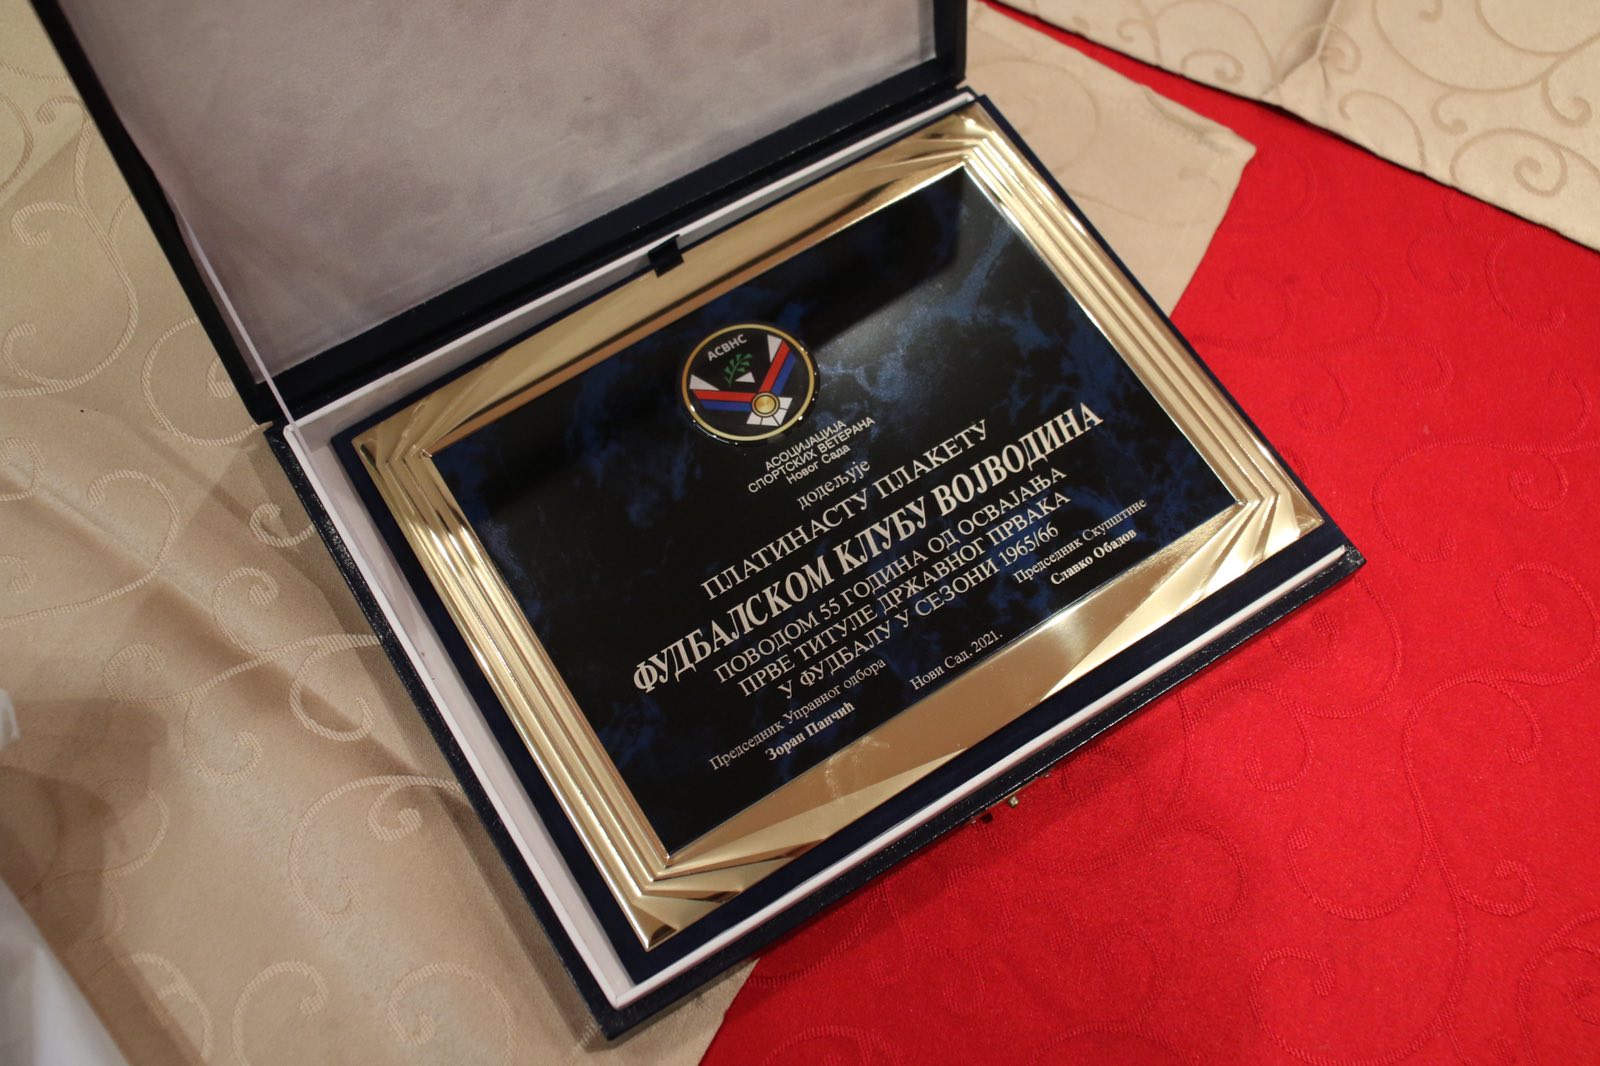 АСВНС
АСОЦИЈАЦИЈА
СПОРТСКИХ ВЕТЕРАНА
Новог Сада
додељује
ПЛАТИНАСТУ ПЛАКЕТУ
ФУДБАЛСКОМ КЛУБУ ВОЈВОДИНА
ПОВОДОМ 55 ГОДИНА ОД ОСВАЈАЊА
ПРВЕ ТИТУЛЕ ДРЖАВНОГ ПРВАКА
У ФУДБАЛУ У СЕЗОНИ 1965/66
Председник Управног одбора
Зоран Панчић
Нови Сад, 2021.
Председник Скупштине
Славко Обадов